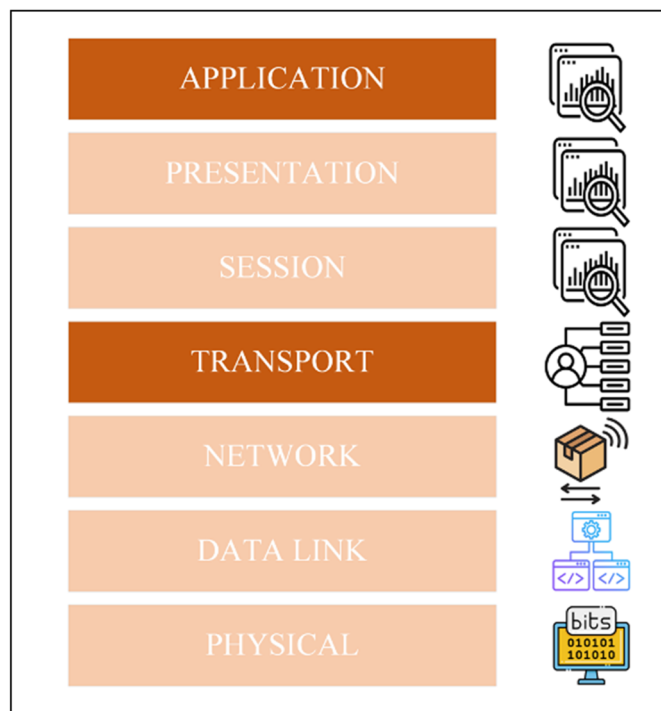 APPLICATION
PRESENTATION
SESSION
TRANSPORT
NETWORK
DATA LINK
</>
</>
PHYSICAL
bits
010101
101010